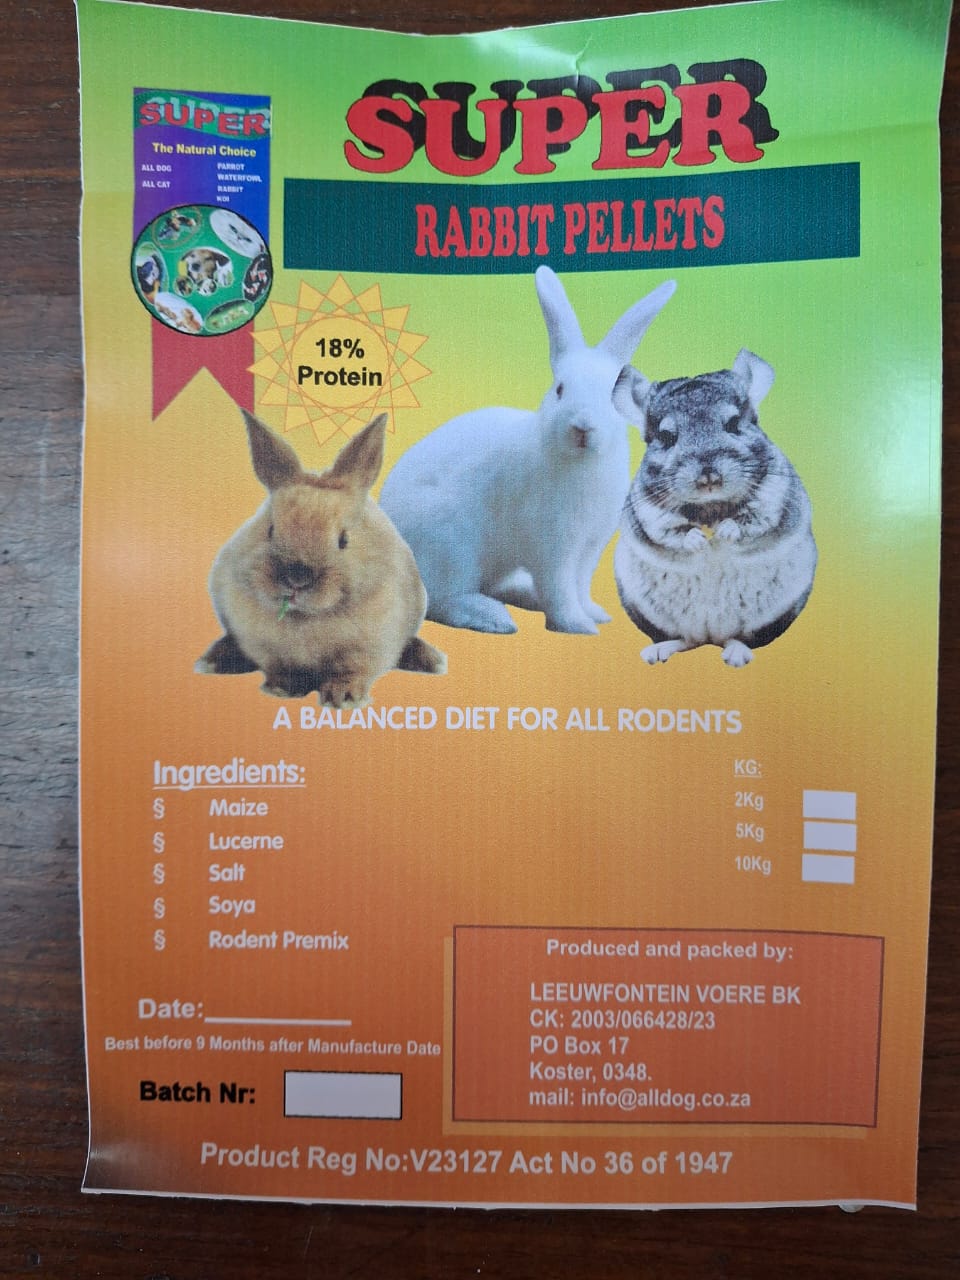 SUPER
RABBIT PELLETS
SUPER
The Natural Choice
ALL DOG
ALL CAT
PARROT
WATERFOWL
RABBIT
KOI
18%
Protein
A BALANCED DIET FOR ALL RODENTS
Ingredients:
§ Maize
§ Lucerne
§ Salt
§ Soya
§ Rodent Premix
KG:
2Kg
5Kg
10Kg
Date:____________
Best before 9 Months after Manufacture Date
Batch Nr:
Produced and packed by:
LEEUWFONTEIN VOERE BK
CK: 2003/066428/23
PO Box 17
Koster, 0348.
mail: info@alldog.co.za
Product Reg No:V23127 Act No 36 of 1947